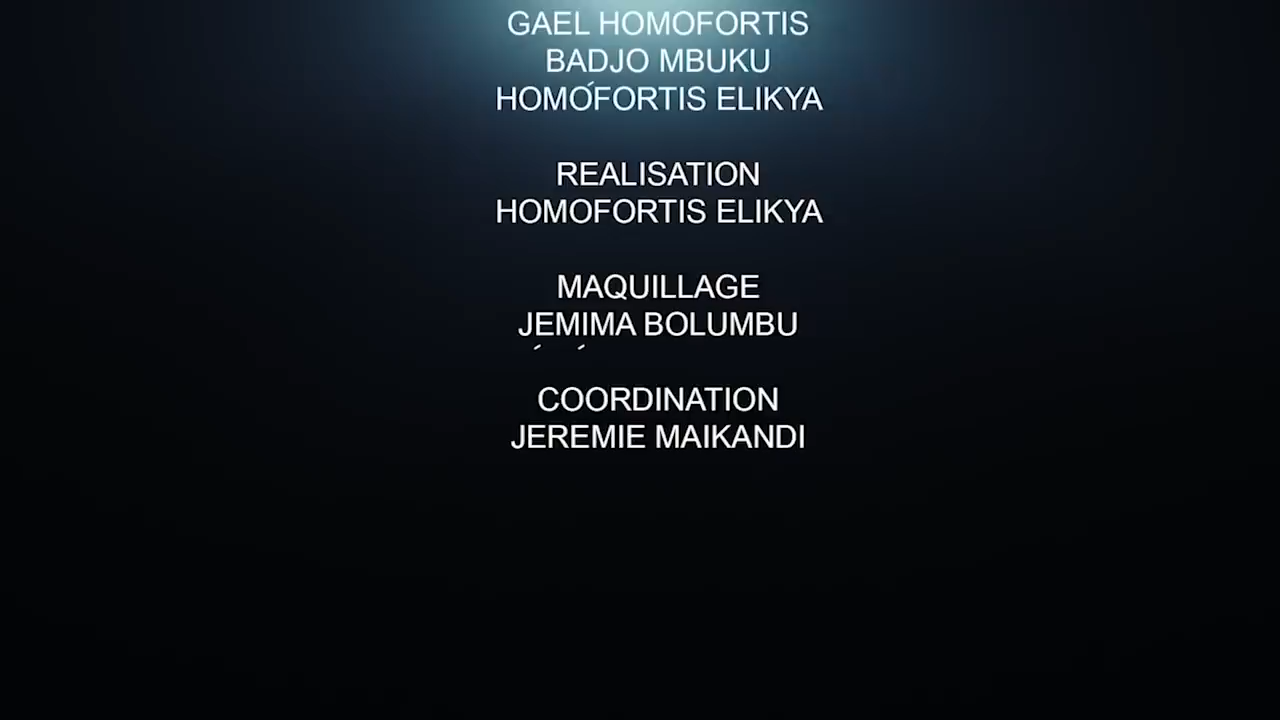 GAEL HOMOFORTIS
BADJO MBUKU
HOMOFORTIS ELIKYA
REALISATION
HOMOFORTIS ELIKYA
MAQUILLAGE
JEMIMA BOLUMBU
COORDINATION
JEREMIE MAIKANDI